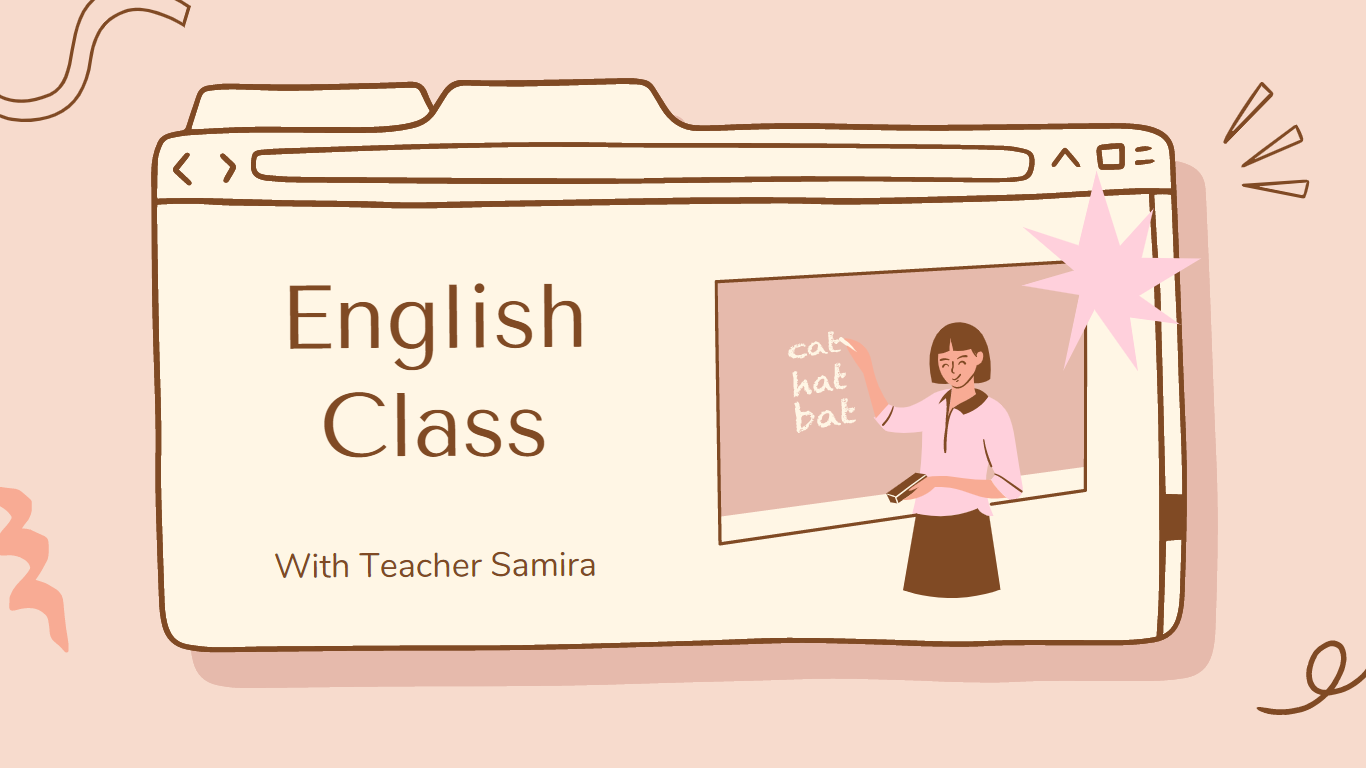 English
Class
With Teacher Samira
cat
hat
bat